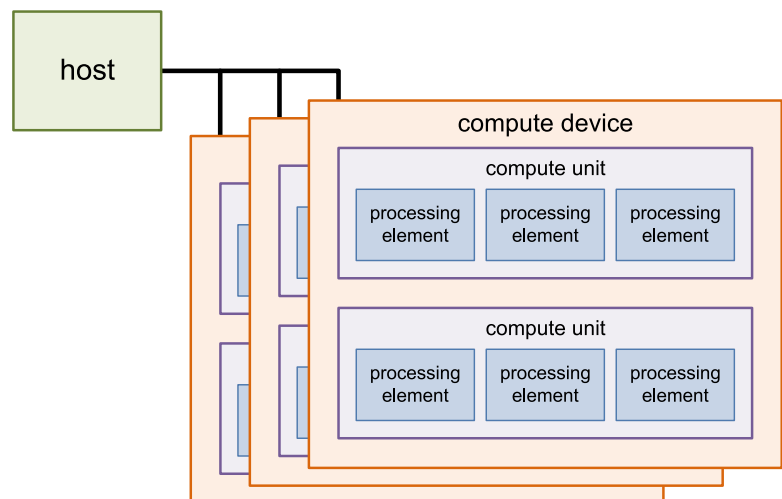 host
compute device
compute unit
processing processing processing
element element element
compute unit
processing processing processing
element element element